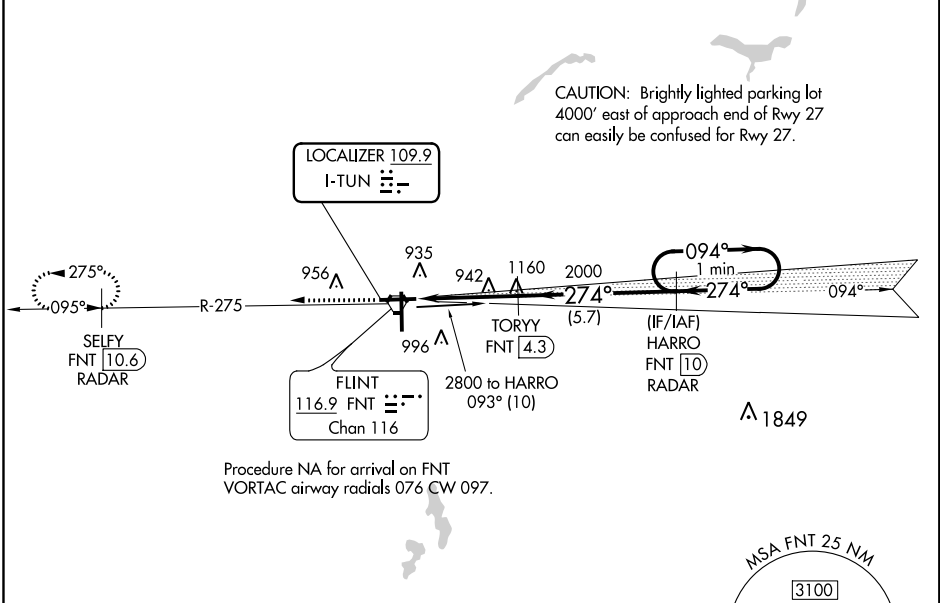 CAUTION: Brightly lighted parking lot
4000' east of approach end of Rwy 27
can easily be confused for Rwy 27.
LOCALIZER 109.9
I-TUN
935
956
942
1160
2000
094°
1 min
274°
094°
275°
095°
R-275
274°
(5.7)
SELFY
FNT 10.6
RADAR
996
TORYY
FNT 4.3
(IF/IAF)
HARRO
FNT 10
RADAR
FLINT
116.9 FNT
Chan 116
2800 to HARRO
093° (10)
1849
Procedure NA for arrival on FNT
VORTAC airway radials 076 CW 097.
MSA FNT 25 NM
3100